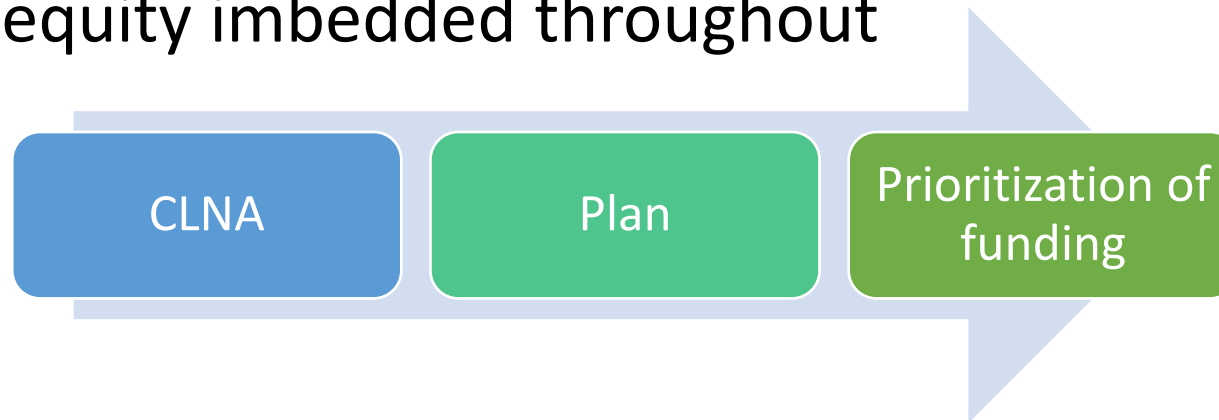 equity imbedded throughout
CLNA
Plan
Prioritization of
funding